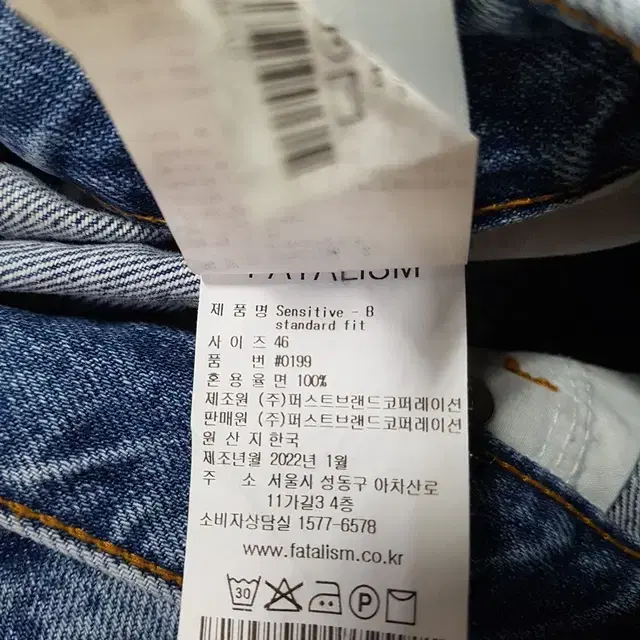 FATALISM
제 품 명 Sensitive - B
standard fit
사 이 즈 46
품 번 #0199
혼 용 율 면 100%
제조원 (주)퍼스트브랜드코퍼레이션
판매원 (주)퍼스트브랜드코퍼레이션
원 산 지 한국
제조년월 2022년 1월
주 소 서울시 성동구 아차산로
11가길3 4층
소비자상담실 1577-6578
www.fatalism.co.kr
30
P